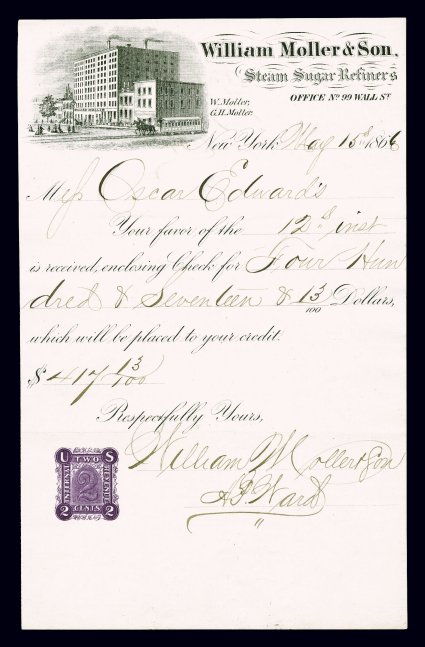 William Moller & Son,
Steam Sugar Refiners
OFFICE No. 99 WALL ST
W. Moller,
G.H. Moller.
New York May 15th 1866
Mess Oscar Edwards
Your favor of the 12th inst
is received, enclosing Check for Four Hun
dred & Seventeen & 13/100 Dollars,
which will be placed to your credit.
$ 417 13/100
Respectfully Yours,
William Moller & Son
U S
TWO
INTERNAL 2 REVENUE
CENTS
2 2
Ward